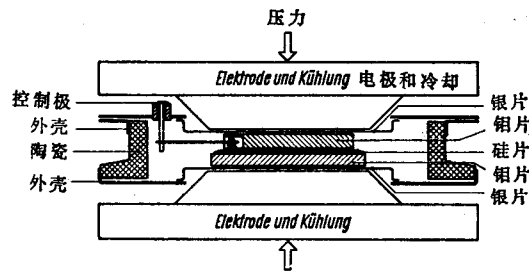 压力
Elektrode und Kühlung 电极和冷却
控制极
外壳
陶瓷
外壳
银片
钼片
硅片
钼片
银片
Elektrode und Kühlung